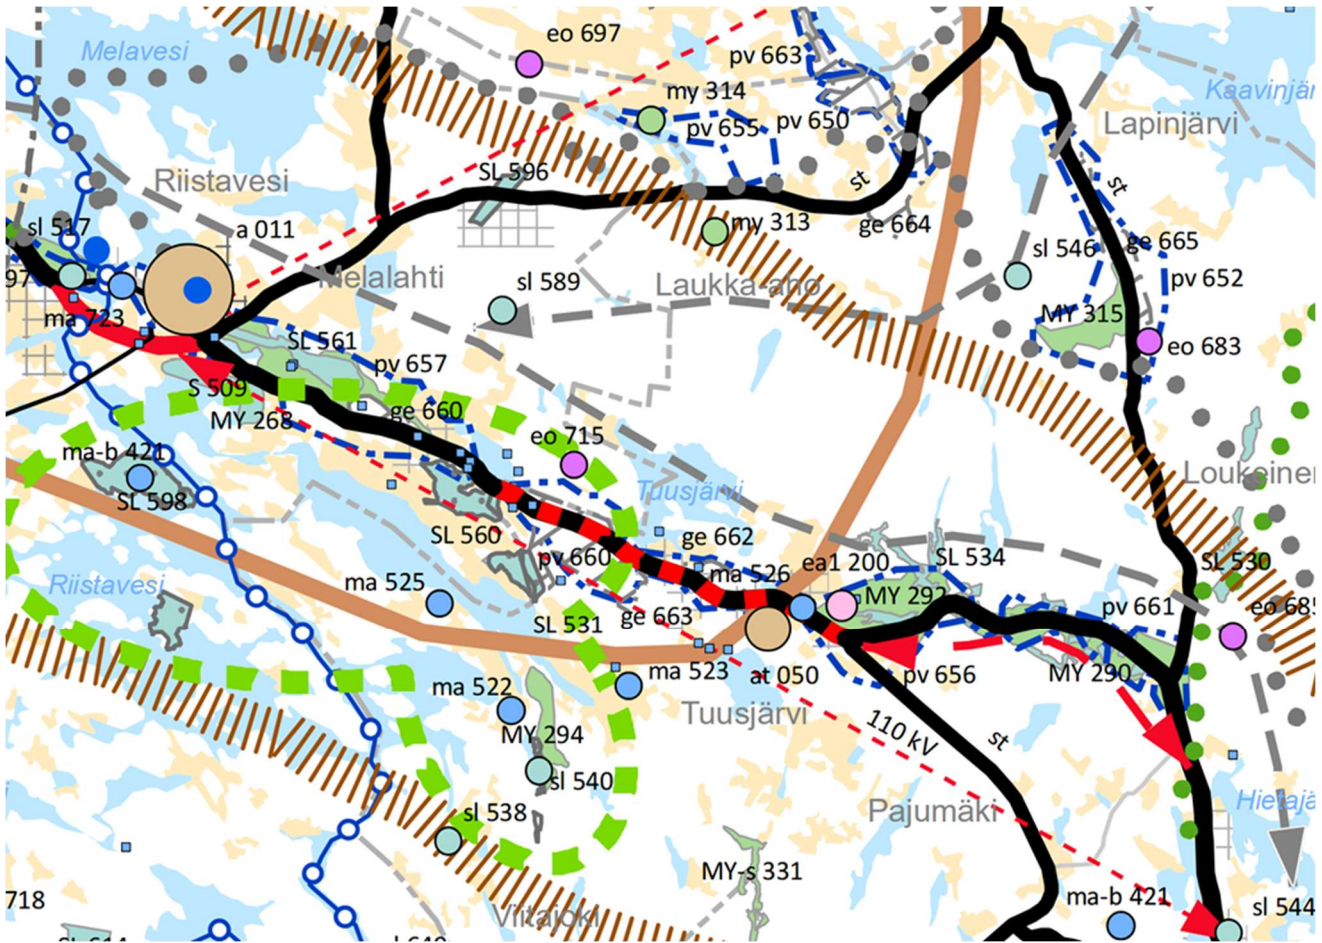 eo 697
Melavesi
pv 663
my 314
Kaavinjär
pv 655
pv 650
Lapinjärvi
SL 596
Riistavesi
st
st
sl 517
a 011
my 313
ge 664
ge 665
sl 546
97
Melalahti
sl 589
Laukka-aho
pv 652
ma 723
MY 315
SL 561
eo 683
pv 657
S 509
MY 268
ge 660
eo 715
ma-b 421
Loukeinen
SL 598
Tuusjärvi
SL 560
ge 662
pv 660
ma 526
ea1 200
SL 534
SL 530
Riistavesi
ma 525
MY 292
pv 661
eo 685
SL 531
ge 663
ma 523
at 050
pv 656
MY 290
ma 522
Tuusjärvi
MY 294
110 kV
st
sl 540
Pajumäki
Hietajä
sl 538
MY-s 331
718
ma-b 421
sl 544
Viitajoki